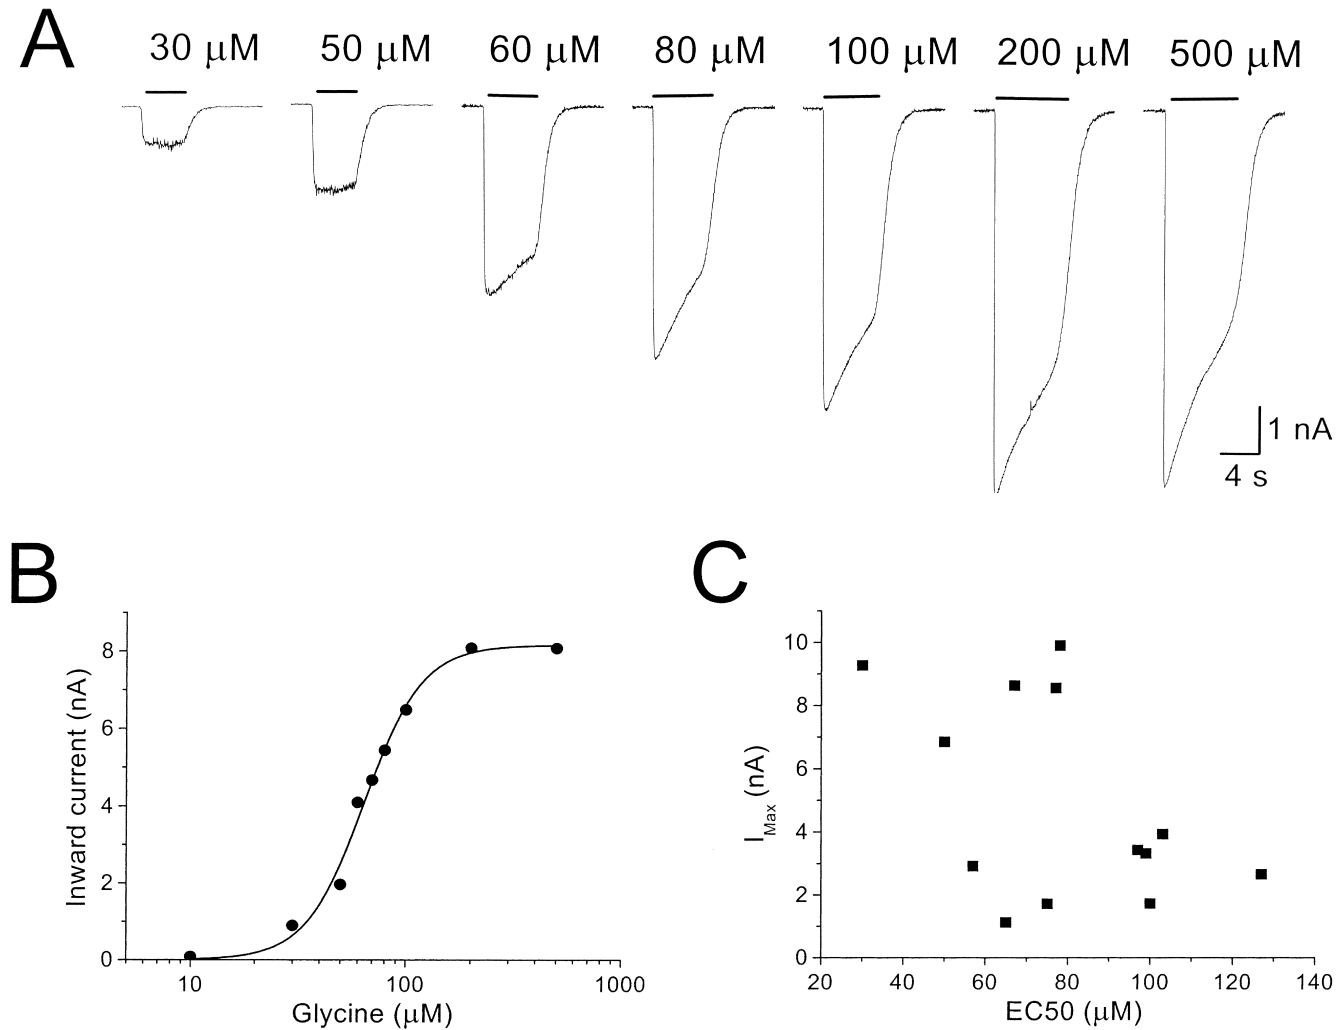 A
30 μM 50 μM 60 μM 80 μM 100 μM 200 μM 500 μM
1 nA
4 s
B
8
6
4
2
0
10 100 1000
Inward current (nA)
Glycine (μM)
C
10
8
6
4
2
0
20 40 60 80 100 120 140
IMax (nA)
EC50 (μM)